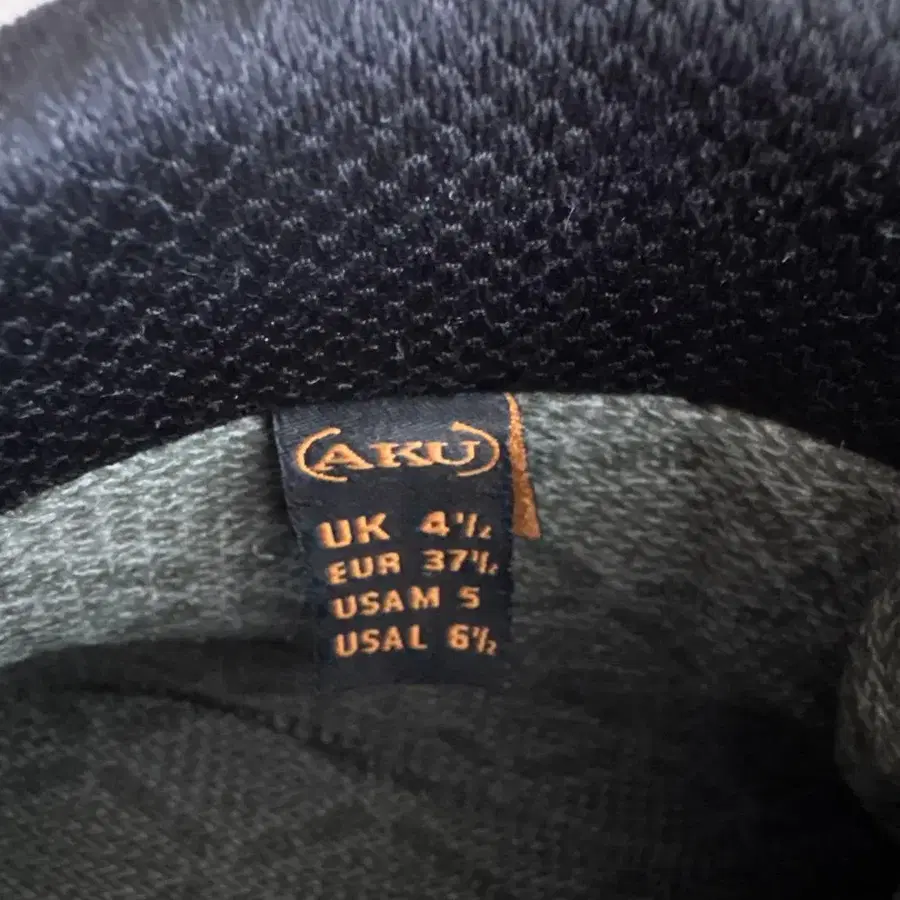 AKU
UK 4½
EUR 37½
USAM 5
USAL 6½